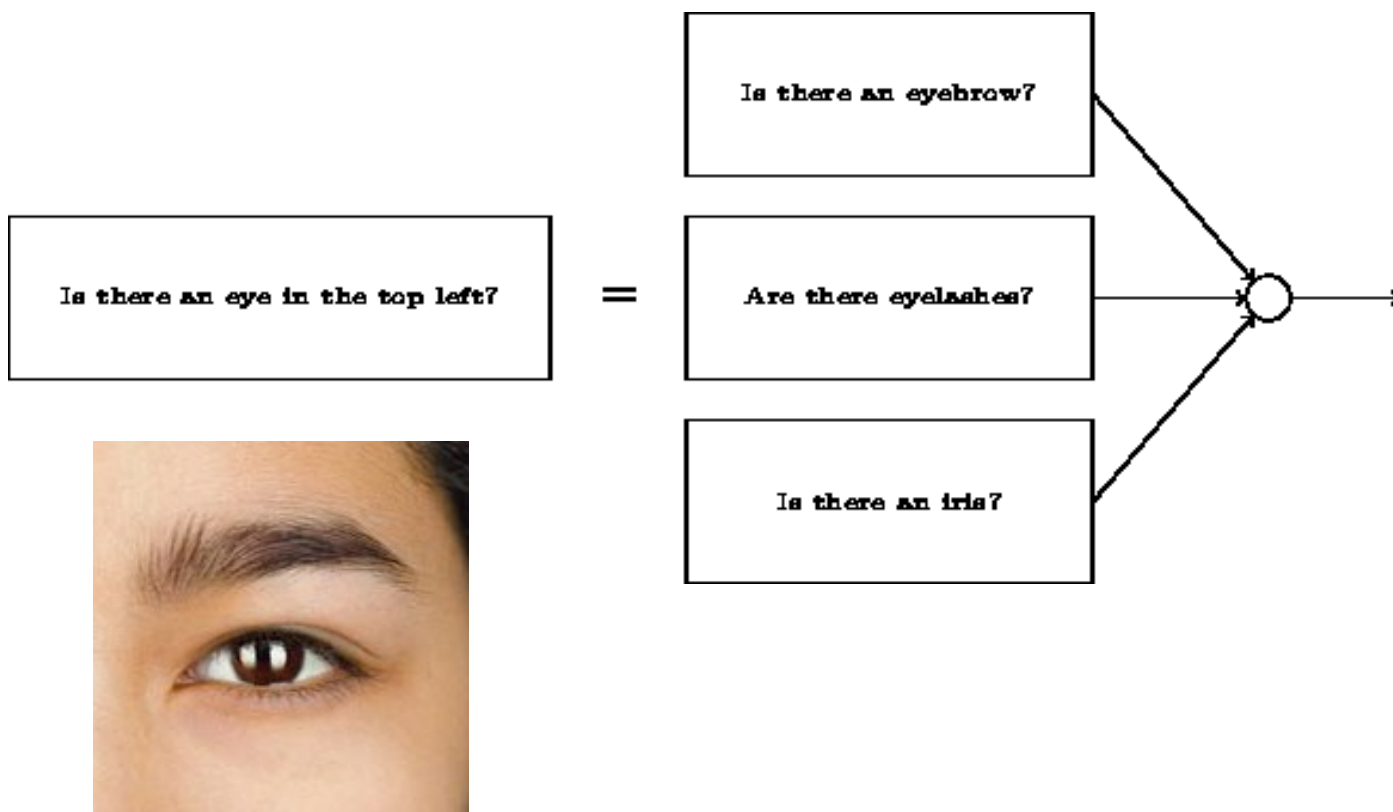 Is there an eyebrow?
Is there an eye in the top left?
=
Are there eyelashes?
Is there an iris?